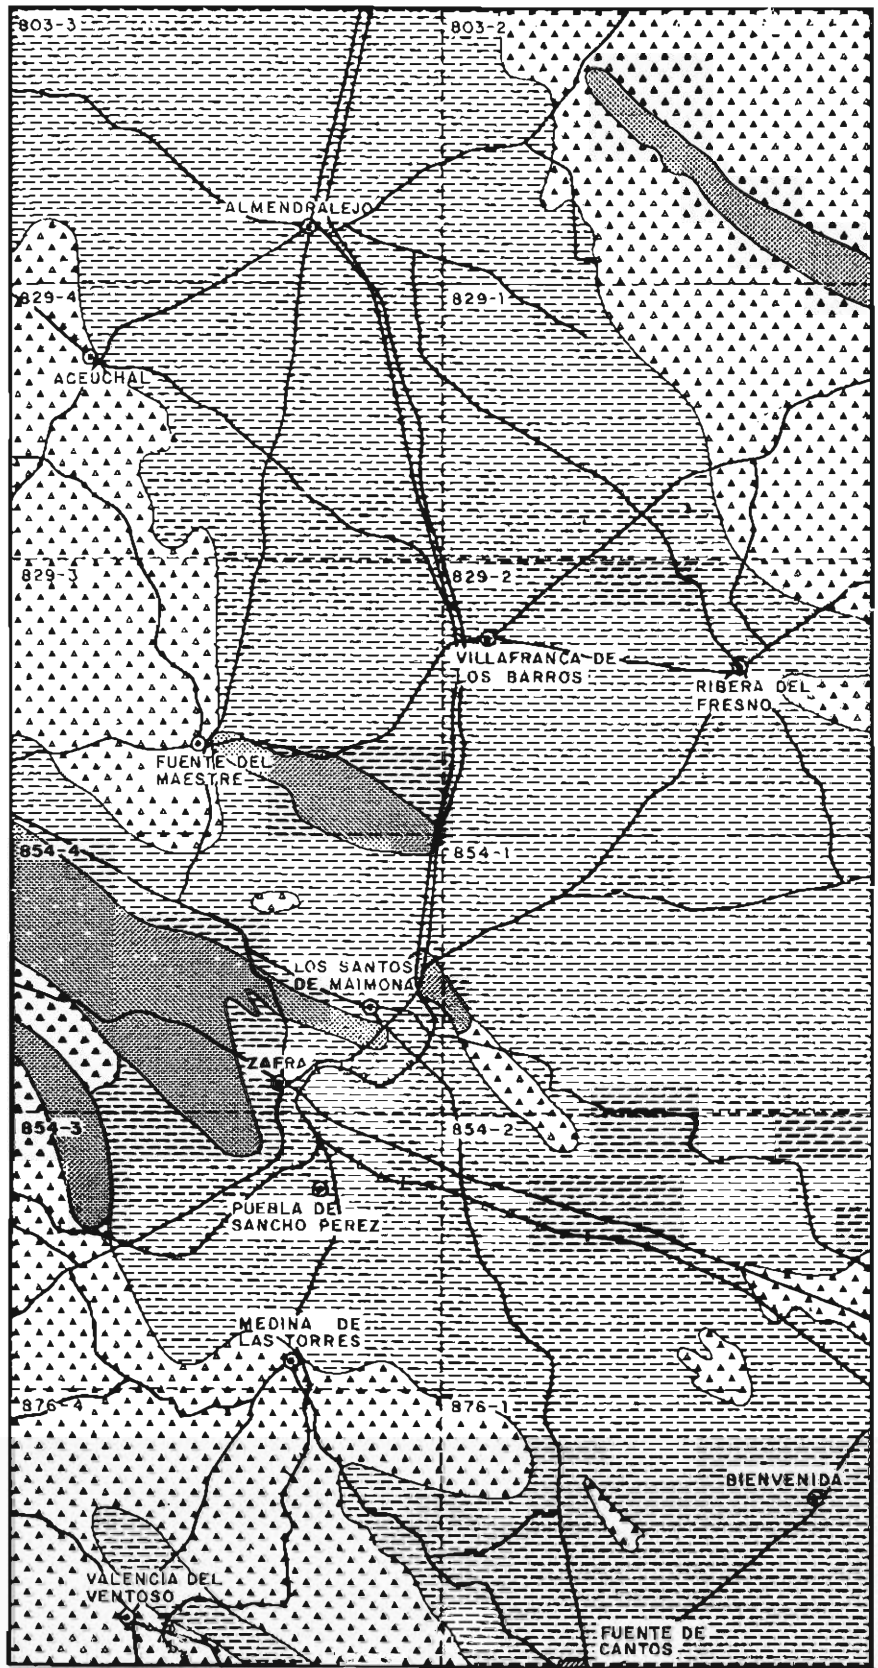 803-3
803-2
ALMENDRALEJO
829-4
829-1
ACEUCHAL
829-3
829-2
VILLAFRANCA DE
LOS BARROS
RIBERA DEL
FRESNO
FUENTE DEL
MAESTRE
854-4
854-1
LOS SANTOS
DE MAIMONA
ZAFRA
854-3
854-2
PUEBLA DE
SANCHO PEREZ
MEDINA DE
LAS TORRES
876-4
876-1
BIENVENIDA
VALENCIA DEL
VENTOSO
FUENTE DE
CANTOS